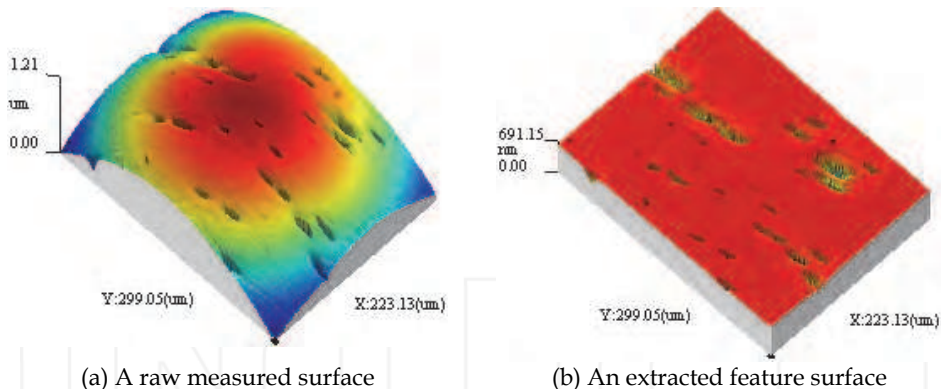 1.21
um
0.00
Y:299.05(um)
X:223.13(um)
(a) A raw measured surface
691.15
nm
0.00
Y:299.05(um)
X:223.13(um)
(b) An extracted feature surface